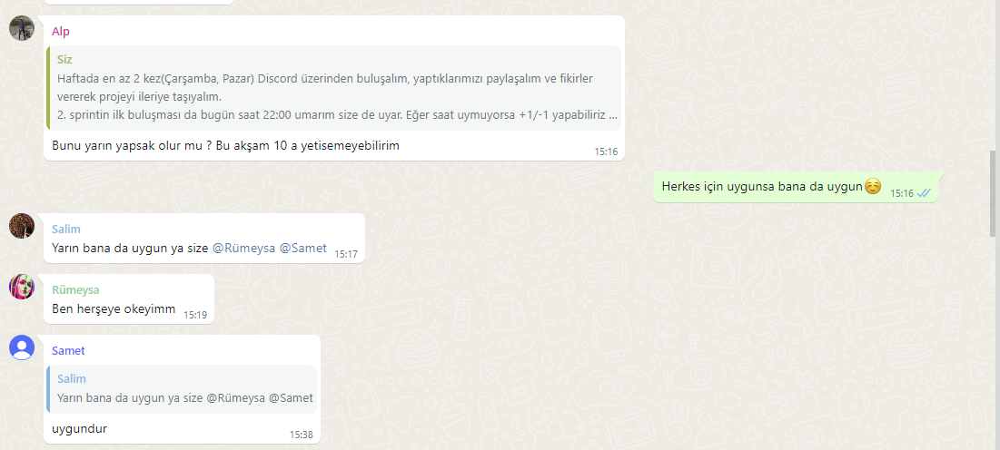 Alp
Siz
Haftada en az 2 kez(Çarşamba, Pazar) Discord üzerinden buluşalım, yaptıklarımızı paylaşalım ve fikirler
vererek projeyi ileriye taşıyalım.
2. sprintin ilk buluşması da bugün saat 22:00 umarım size de uyar. Eğer saat uymuyorsa +1/-1 yapabiliriz ...
Bunu yarın yapsak olur mu ? Bu akşam 10 a yetisemeyebilirim
15:16
Herkes için uygunsa bana da uygun☺️
15:16
Salim
Yarın bana da uygun ya size @Rümeysa @Samet
15:17
Rümeysa
Ben herşeye okeyimm
15:19
Samet
Salim
Yarın bana da uygun ya size @Rümeysa @Samet
uygundur
15:38